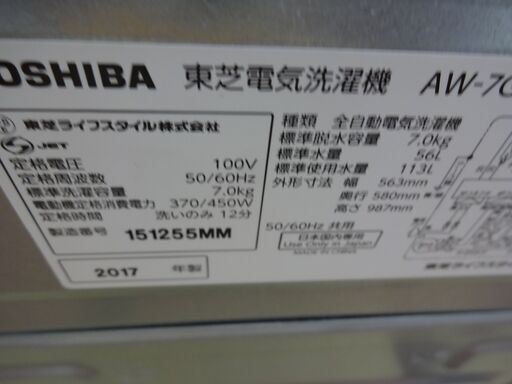 OSHIBA 東芝電気洗濯機 AW-7G
東芝ライフスタイル株式会社
JET
定格電圧 100V
定格周波数 50/60Hz
標準洗濯容量 7.0kg
電動機定格消費電力 370/450W
定格時間 洗いのみ 12分
製造番号 151255MM
2017 年製
種類 全自動電気洗濯機
標準脱水容量 7.0kg
標準水量 56L
標準使用水量 113L
外形寸法 幅 563mm
奥行 580mm
高さ 987mm
50/60Hz 共用
日本国内専用
Use Only in Japan
MADE IN CHINA